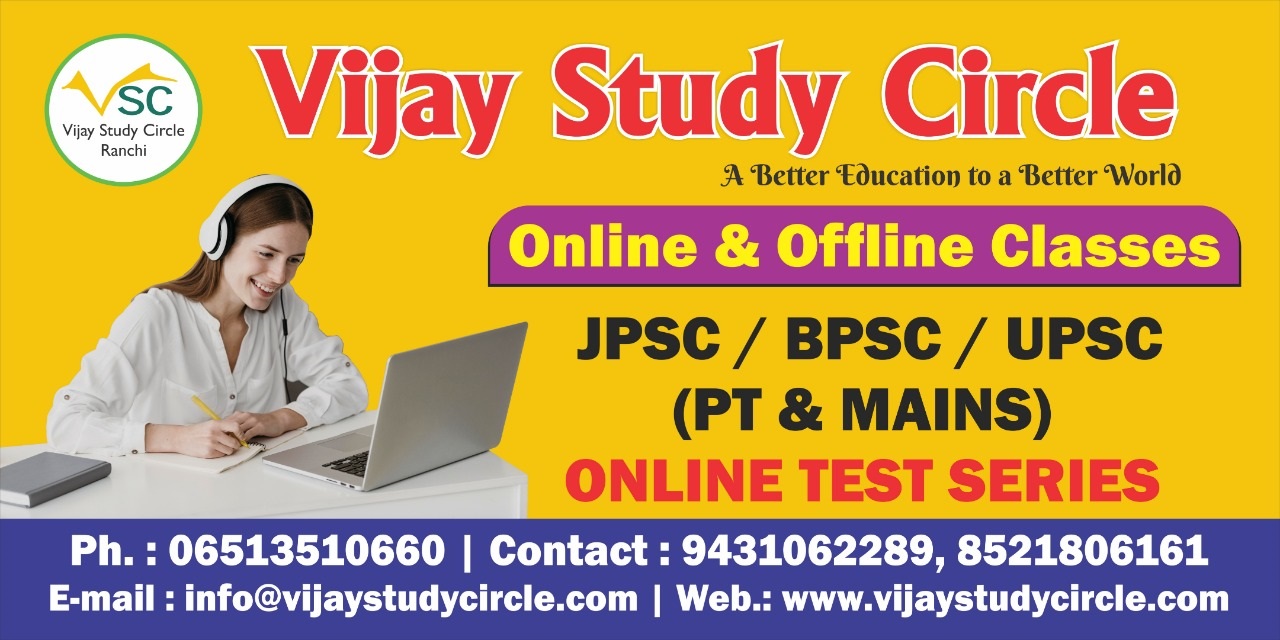 VSC
Vijay Study Circle
Ranchi
Vijay Study Circle
A Better Education to a Better World
Online & Offline Classes
JPSC / BPSC / UPSC
(PT & MAINS)
ONLINE TEST SERIES
Ph. : 06513510660 | Contact : 9431062289, 8521806161
E-mail : info@vijaystudycircle.com | Web.: www.vijaystudycircle.com